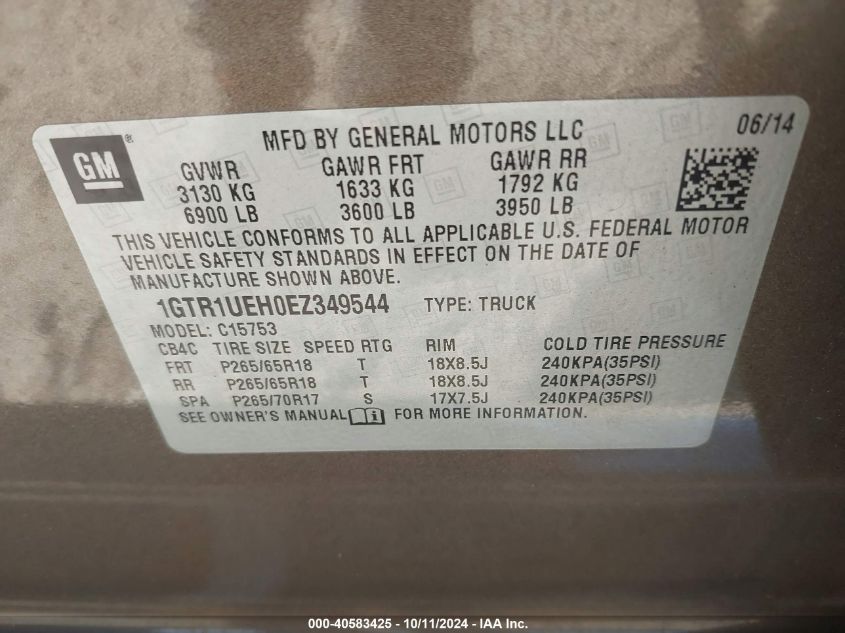 GM ®
MFD BY GENERAL MOTORS LLC
06/14
GVWR GAWR FRT GAWR RR
3130 KG 1633 KG 1792 KG
6900 LB 3600 LB 3950 LB
THIS VEHICLE CONFORMS TO ALL APPLICABLE U.S. FEDERAL MOTOR
VEHICLE SAFETY STANDARDS IN EFFECT ON THE DATE OF
MANUFACTURE SHOWN ABOVE.
1GTR1UEH0EZ349544 TYPE: TRUCK
MODEL: C15753
CB4C TIRE SIZE SPEED RTG RIM COLD TIRE PRESSURE
FRT P265/65R18 T 18X8.5J 240KPA(35PSI)
RR P265/65R18 T 18X8.5J 240KPA(35PSI)
SPA P265/70R17 S 17X7.5J 240KPA(35PSI)
SEE OWNER'S MANUAL i FOR MORE INFORMATION.
000-40583425 - 10/11/2024 - IAA Inc.